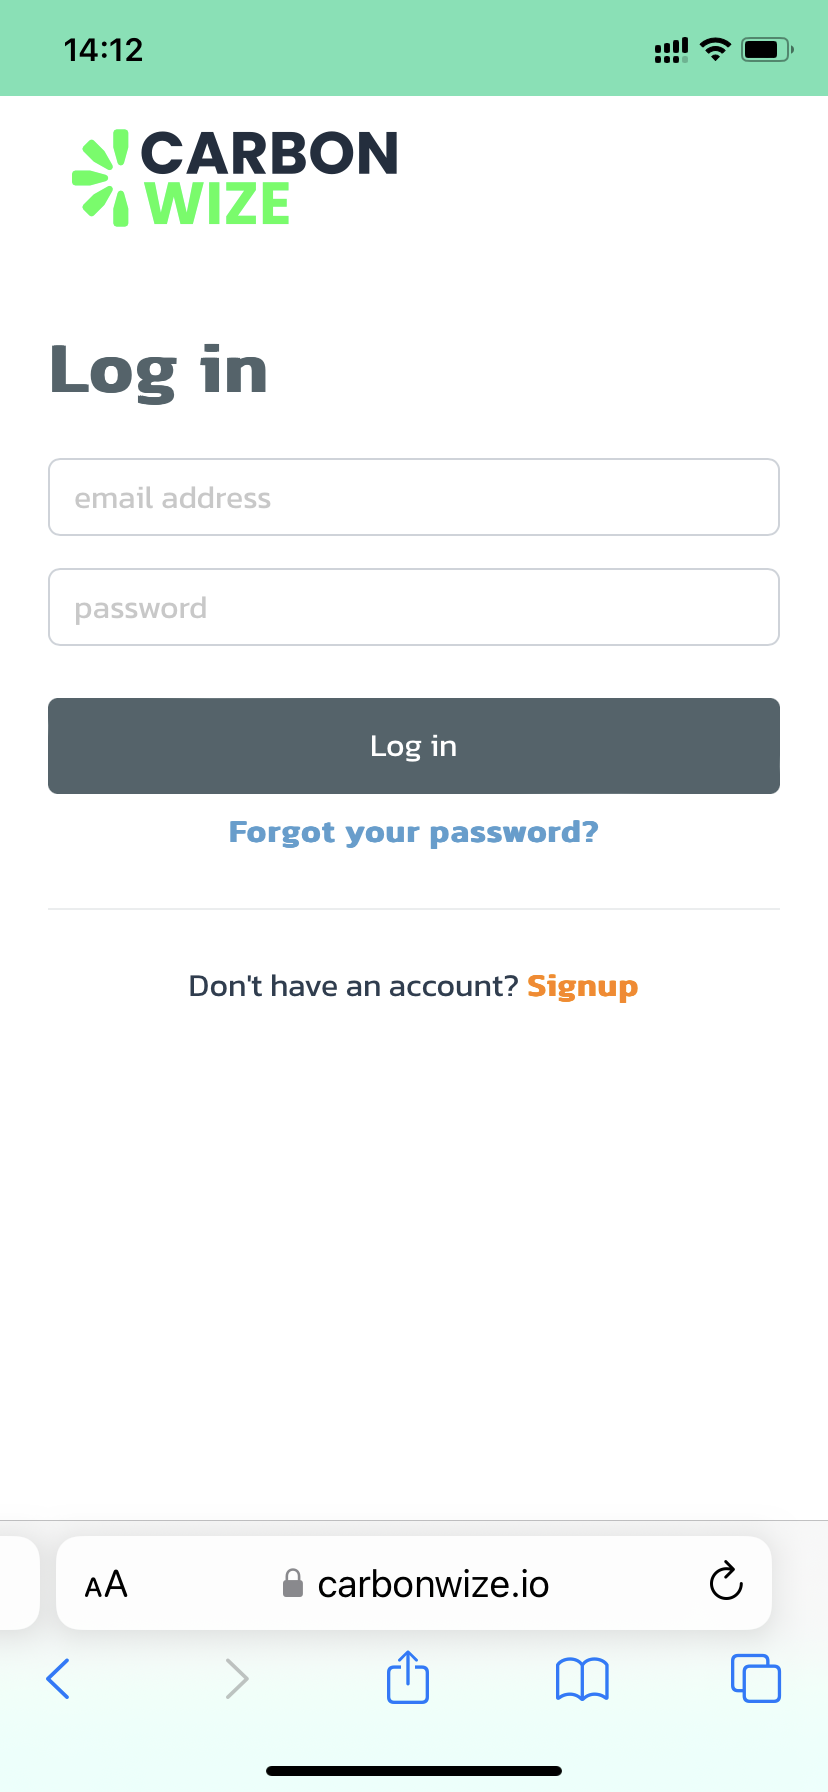 14:12
CARBON
WIZE
Log in
email address
password
Log in
Forgot your password?
Don't have an account? Signup
AA carbonwize.io